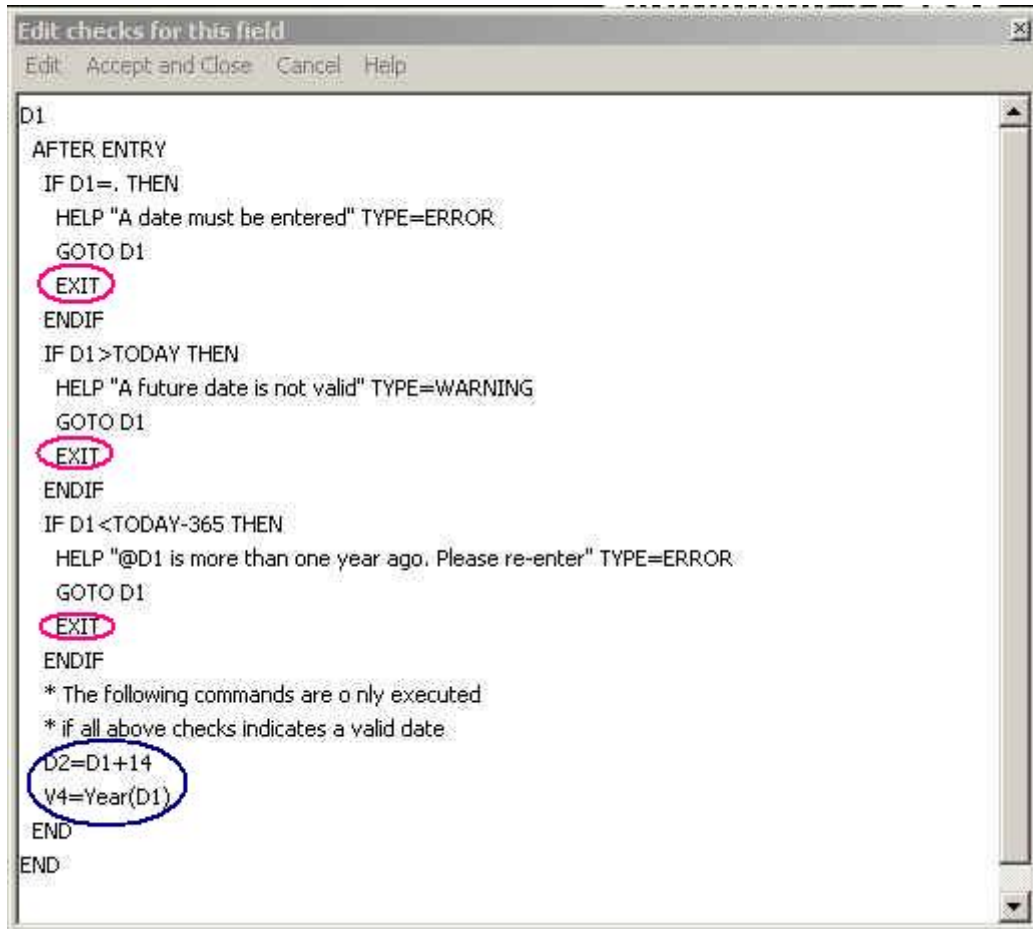 Edit checks for this field
Edit Accept and Close Cancel Help
D1
AFTER ENTRY
IF D1=. THEN
HELP "A date must be entered" TYPE=ERROR
GOTO D1
EXIT
ENDIF
IF D1>TODAY THEN
HELP "A future date is not valid" TYPE=WARNING
GOTO D1
EXIT
ENDIF
IF D1<TODAY-365 THEN
HELP "@D1 is more than one year ago. Please re-enter" TYPE=ERROR
GOTO D1
EXIT
ENDIF
* The following commands are o nly executed
* if all above checks indicates a valid date
D2=D1+14
V4=Year(D1)
END
END